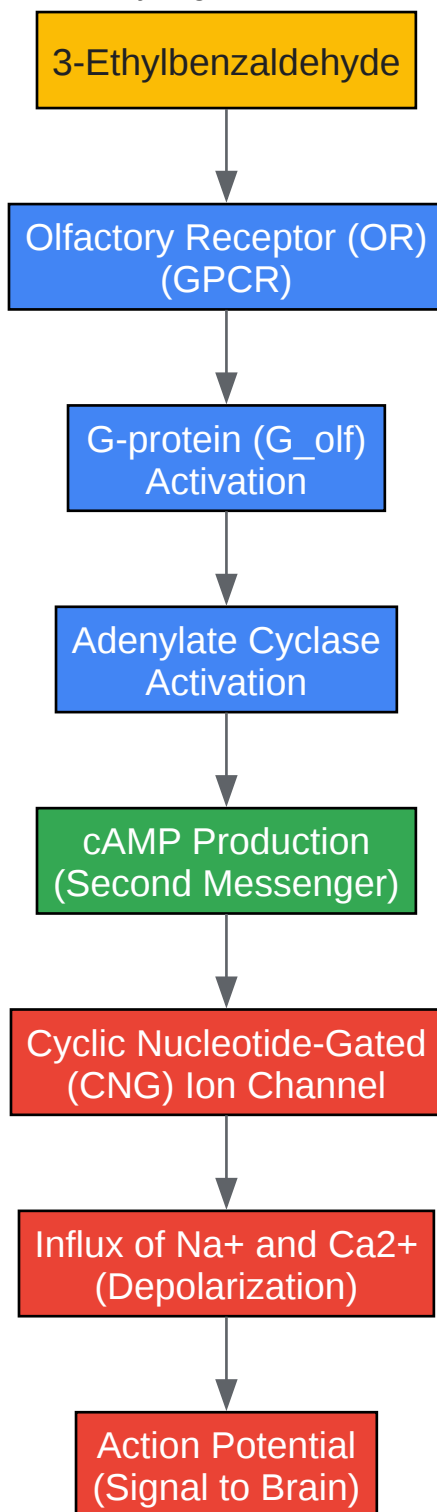 3-Ethylbenzaldehyde
Olfactory Receptor (OR)
(GPCR)
G-protein (G_olf)
Activation
Adenylate Cyclase
Activation
cAMP Production
(Second Messenger)
Cyclic Nucleotide-Gated
(CNG) Ion Channel
Influx of Na+ and Ca2+
(Depolarization)
Action Potential
(Signal to Brain)